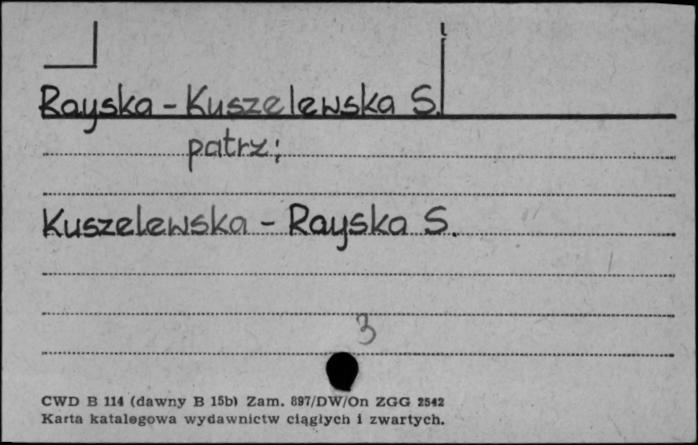 Rayska - Kuszelewska S.
patrz:
Kuszelewska - Rayska S.
3
CWD B 114 (dawny B 15b) Zam. 897/DW/On ZGG 2542
Karta katalogowa wydawnictw ciągłych i zwartych.